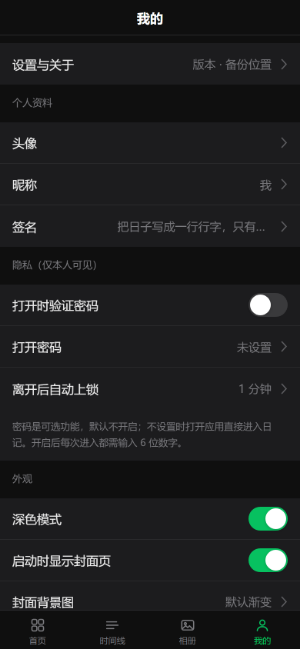 我的
设置与关于
版本 · 备份位置
个人资料
头像
昵称
我
签名
把日子写成一行行字，只有...
隐私（仅本人可见）
打开时验证密码
打开密码
未设置
离开后自动上锁
1 分钟
密码是可选功能，默认不开启；不设置时打开应用直接进入日
记。开启后每次进入都需输入 6 位数字。
外观
深色模式
启动时显示封面页
封面背景图
默认渐变
首页
时间线
相册
我的